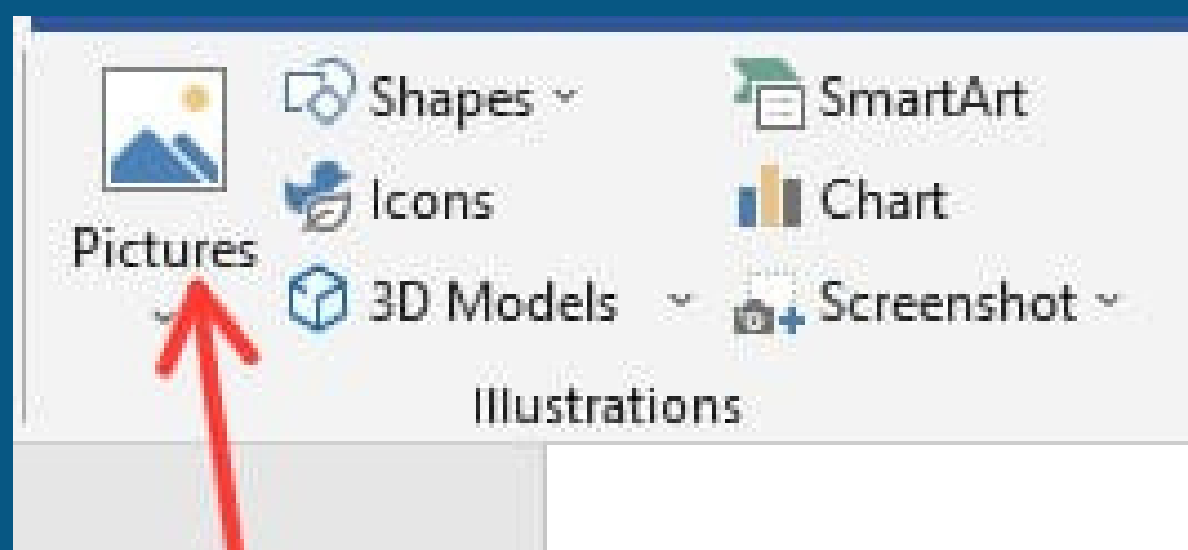 Pictures
Shapes
Icons
3D Models
SmartArt
Chart
Screenshot
Illustrations